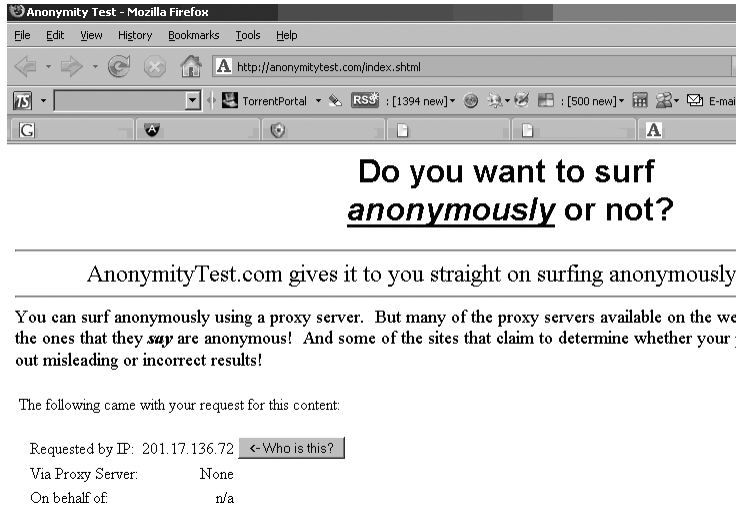 Anonymity Test - Mozilla Firefox
File Edit View History Bookmarks Tools Help
A http://anonymitytest.com/index.shtml
TS TorrentPortal RSS : [1394 new] : [500 new] E-mai
G A A
Do you want to surf
anonymously or not?
AnonymityTest.com gives it to you straight on surfing anonymously
You can surf anonymously using a proxy server. But many of the proxy servers available on the we
the ones that they say are anonymous! And some of the sites that claim to determine whether your
out misleading or incorrect results!
The following came with your request for this content:
Requested by IP: 201.17.136.72 <- Who is this?
Via Proxy Server: None
On behalf of: n/a